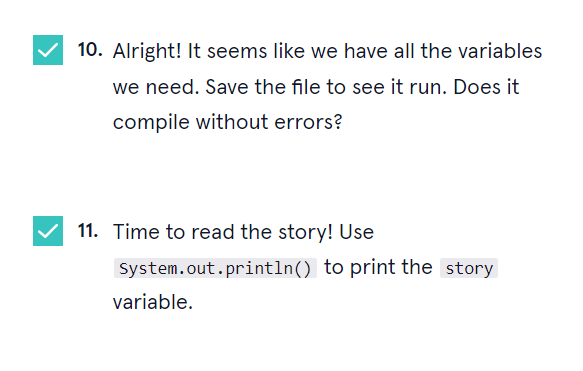 10. Alright! It seems like we have all the variables
we need. Save the file to see it run. Does it
compile without errors?
11. Time to read the story! Use
System.out.println() to print the story
variable.